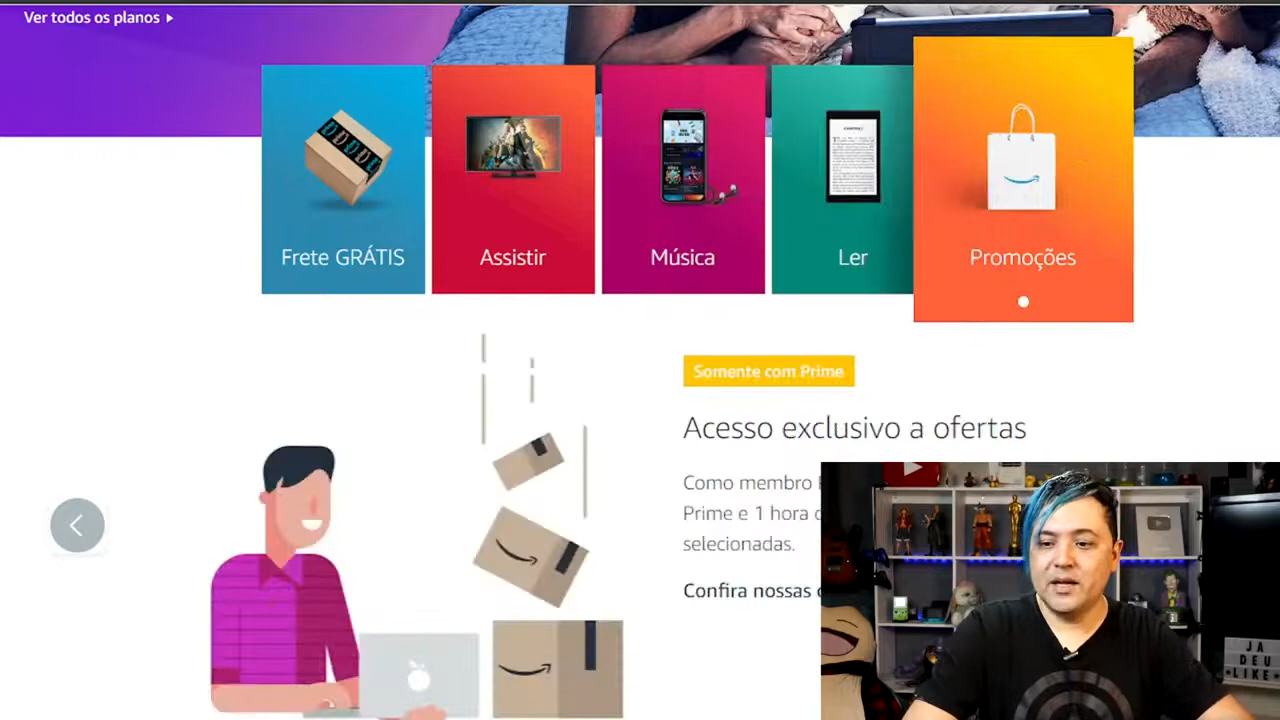 Ver todos os planos
Frete GRÁTIS
Assistir
Música
Ler
Promoções
Somente com Prime
Acesso exclusivo a ofertas
Como membro
Prime e 1 hora
selecionadas.
Confira nossas
JA
DEU
LIKE